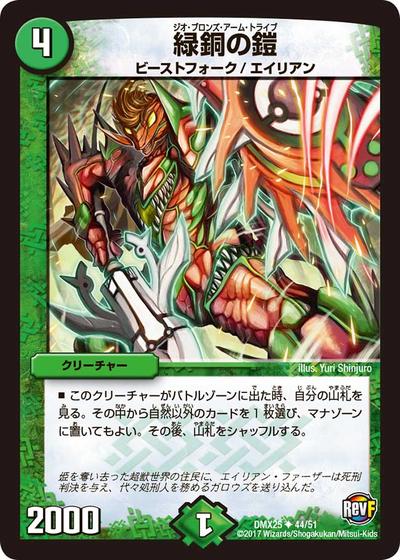 4
ジオ・ブロンズ・アーム・トライブ
緑銅の鎧
ビーストフォーク / エイリアン
クリーチャー
illus. Yuri Shinjuro
■ このクリーチャーがバトルゾーンに出た時、自分の山札を
見る。その中から自然以外のカードを1枚選び、マナゾーン
に置いてもよい。その後、山札をシャッフルする。
姫を奪い去った超獣世界の住民に、エイリアン・ファーザーは死刑
判決を与え、代々処刑人を務めるガロウズを送り込んだ。
2000
1
RevF
DMX25 ◆ 44/51
©2017 Wizards/Shogakukan/Mitsui-Kids